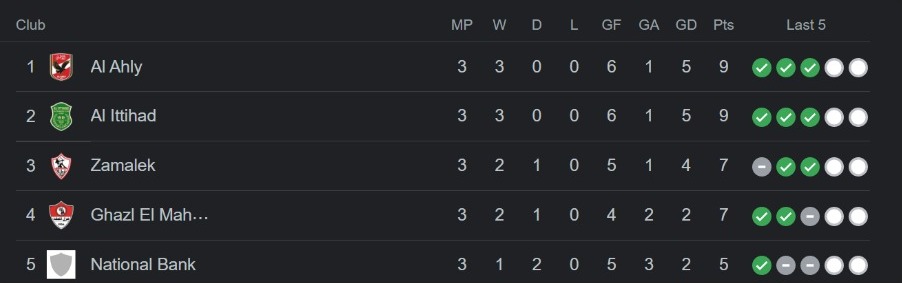 Club MP W D L GF GA GD Pts Last 5
1 Al Ahly 3 3 0 0 6 1 5 9
2 Al Ittihad 3 3 0 0 6 1 5 9
3 Zamalek 3 2 1 0 5 1 4 7
4 Ghazl El Mah... 3 2 1 0 4 2 2 7
5 National Bank 3 1 2 0 5 3 2 5